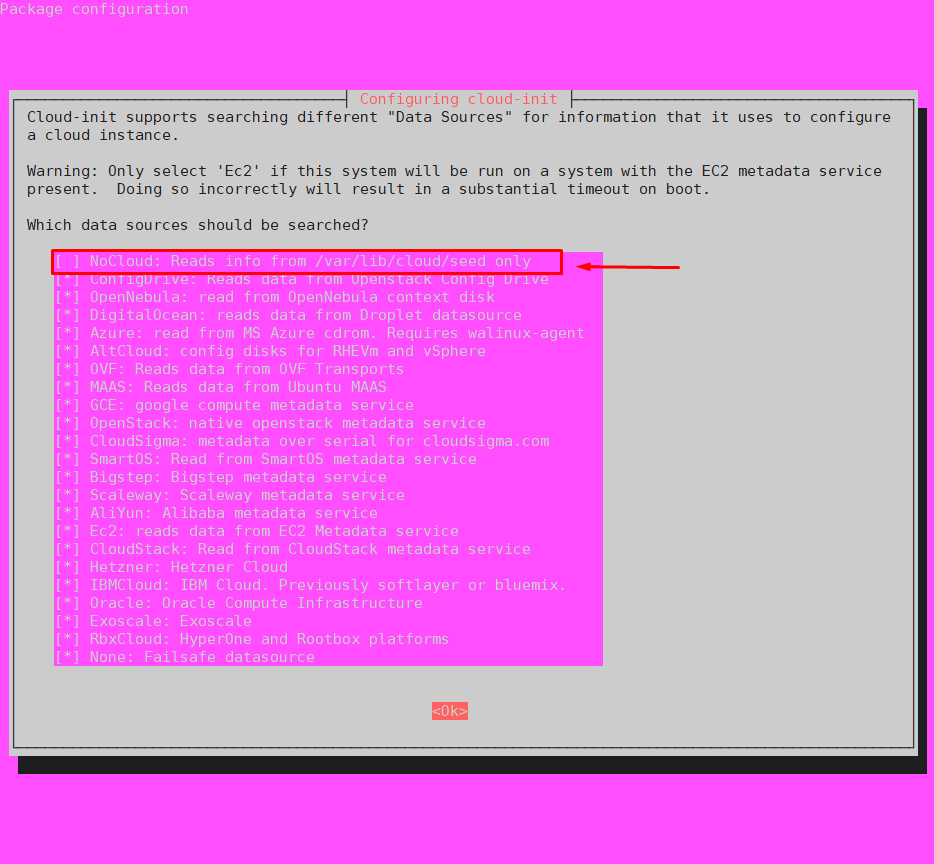 Package configuration
Configuring cloud-init
Cloud-init supports searching different "Data Sources" for information that it uses to configure
a cloud instance.
Warning: Only select 'Ec2' if this system will be run on a system with the EC2 metadata service
present.  Doing so incorrectly will result in a substantial timeout on boot.
Which data sources should be searched?
[ ] NoCloud: Reads info from /var/lib/cloud/seed only
[*] ConfigDrive: Reads data from Openstack Config Drive
[*] OpenNebula: read from OpenNebula context disk
[*] DigitalOcean: reads data from Droplet datasource
[*] Azure: read from MS Azure cdrom. Requires walinux-agent
[*] AltCloud: config disks for RHEVm and vSphere
[*] OVF: Reads data from OVF Transports
[*] MAAS: Reads data from Ubuntu MAAS
[*] GCE: google compute metadata service
[*] OpenStack: native openstack metadata service
[*] CloudSigma: metadata over serial for cloudsigma.com
[*] SmartOS: Read from SmartOS metadata service
[*] Bigstep: Bigstep metadata service
[*] Scaleway: Scaleway metadata service
[*] AliYun: Alibaba metadata service
[*] Ec2: reads data from EC2 Metadata service
[*] CloudStack: Read from CloudStack metadata service
[*] Hetzner: Hetzner Cloud
[*] IBMCloud: IBM Cloud. Previously softlayer or bluemix.
[*] Oracle: Oracle Compute Infrastructure
[*] Exoscale: Exoscale
[*] RbxCloud: HyperOne and Rootbox platforms
[*] None: Failsafe datasource
<Ok>